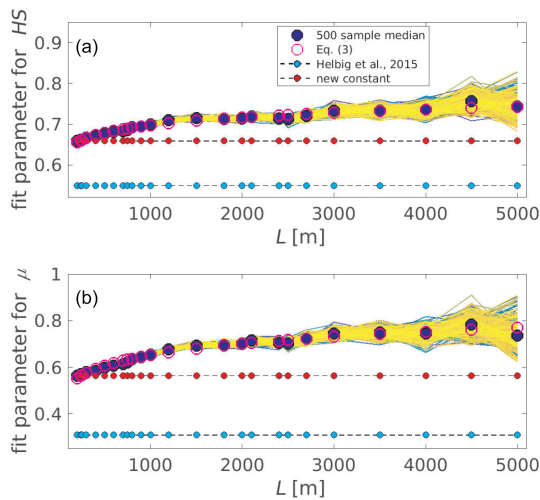 (a)
fit parameter for HS
0.9
0.8
0.7
0.6
500 sample median
Eq. (3)
Helbig et al., 2015
new constant
1000 2000 3000 4000 5000
L [m]
(b)
fit parameter for μ
1
0.8
0.6
0.4
1000 2000 3000 4000 5000
L [m]